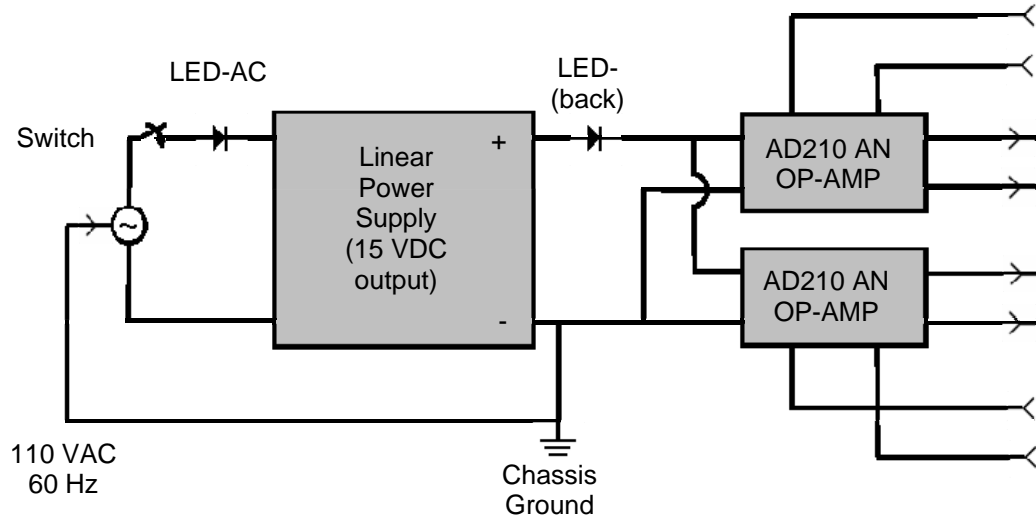 LED-AC
LED-
(back)
Switch
Linear
Power
Supply
(15 VDC
output)
+
-
AD210 AN
OP-AMP
AD210 AN
OP-AMP
~
110 VAC
60 Hz
Chassis
Ground